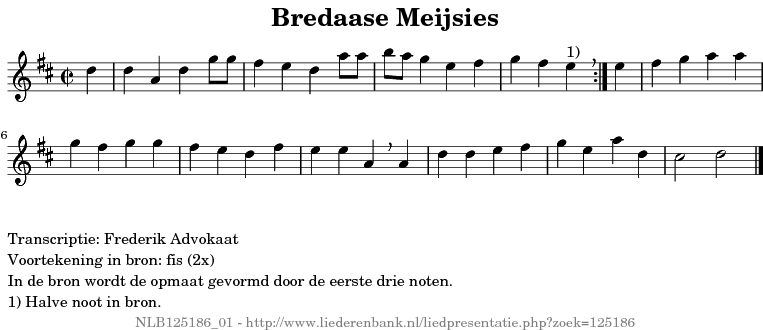 Bredaase Meijsies
1)
6
Transcriptie: Frederik Advokaat
Voortekening in bron: fis (2x)
In de bron wordt de opmaat gevormd door de eerste drie noten.
1) Halve noot in bron.
NLB125186_01 - http://www.liederenbank.nl/liedpresentatie.php?zoek=125186